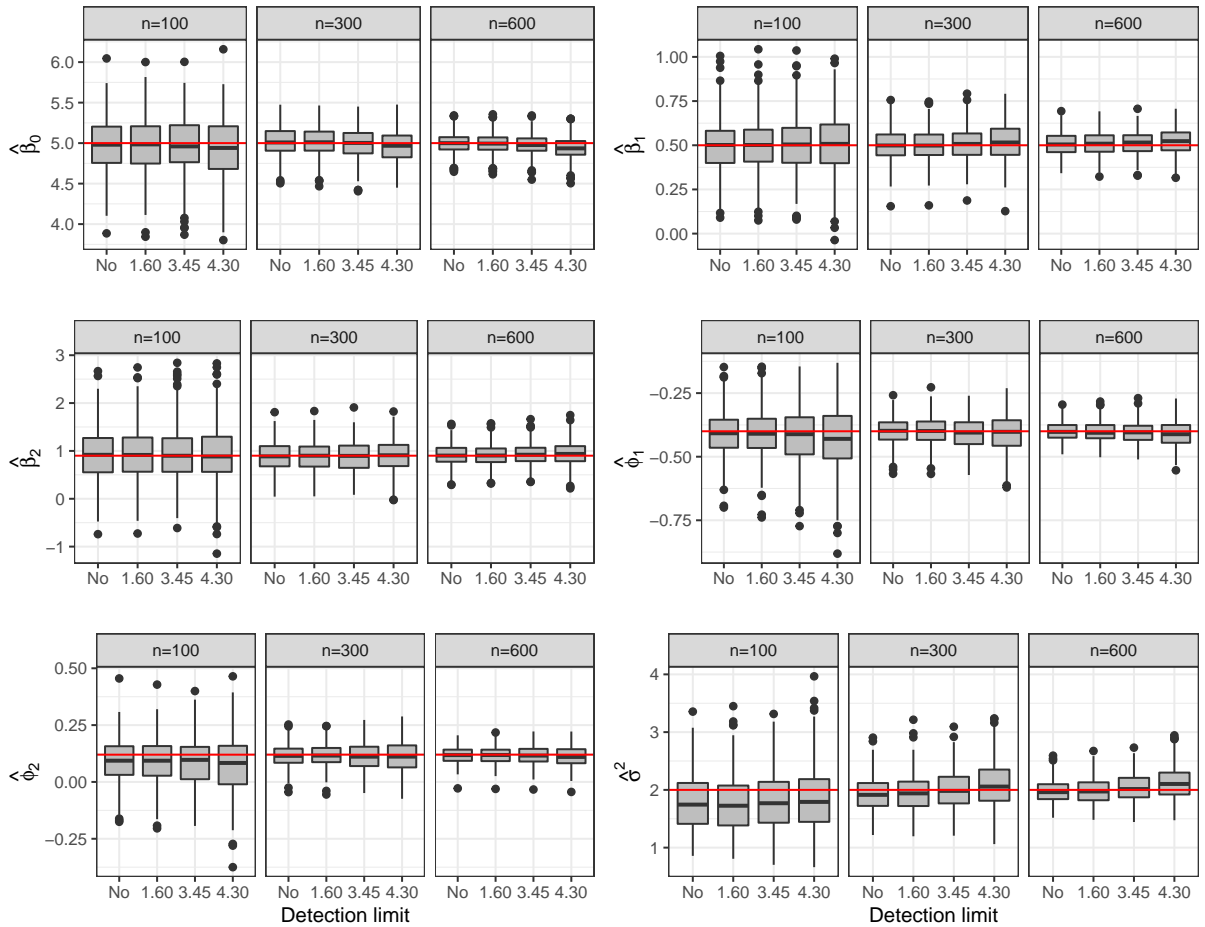 n=100 n=300 n=600
β̂0
6.0
5.5
5.0
4.5
4.0
No 1.60 3.45 4.30 No 1.60 3.45 4.30 No 1.60 3.45 4.30
n=100 n=300 n=600
β̂1
1.00
0.75
0.50
0.25
0.00
No 1.60 3.45 4.30 No 1.60 3.45 4.30 No 1.60 3.45 4.30
n=100 n=300 n=600
β̂2
3
2
1
0
−1
No 1.60 3.45 4.30 No 1.60 3.45 4.30 No 1.60 3.45 4.30
n=100 n=300 n=600
ϕ̂1
−0.25
−0.50
−0.75
No 1.60 3.45 4.30 No 1.60 3.45 4.30 No 1.60 3.45 4.30
n=100 n=300 n=600
ϕ̂2
0.50
0.25
0.00
−0.25
No 1.60 3.45 4.30 No 1.60 3.45 4.30 No 1.60 3.45 4.30
Detection limit
n=100 n=300 n=600
σ̂2
4
3
2
1
No 1.60 3.45 4.30 No 1.60 3.45 4.30 No 1.60 3.45 4.30
Detection limit